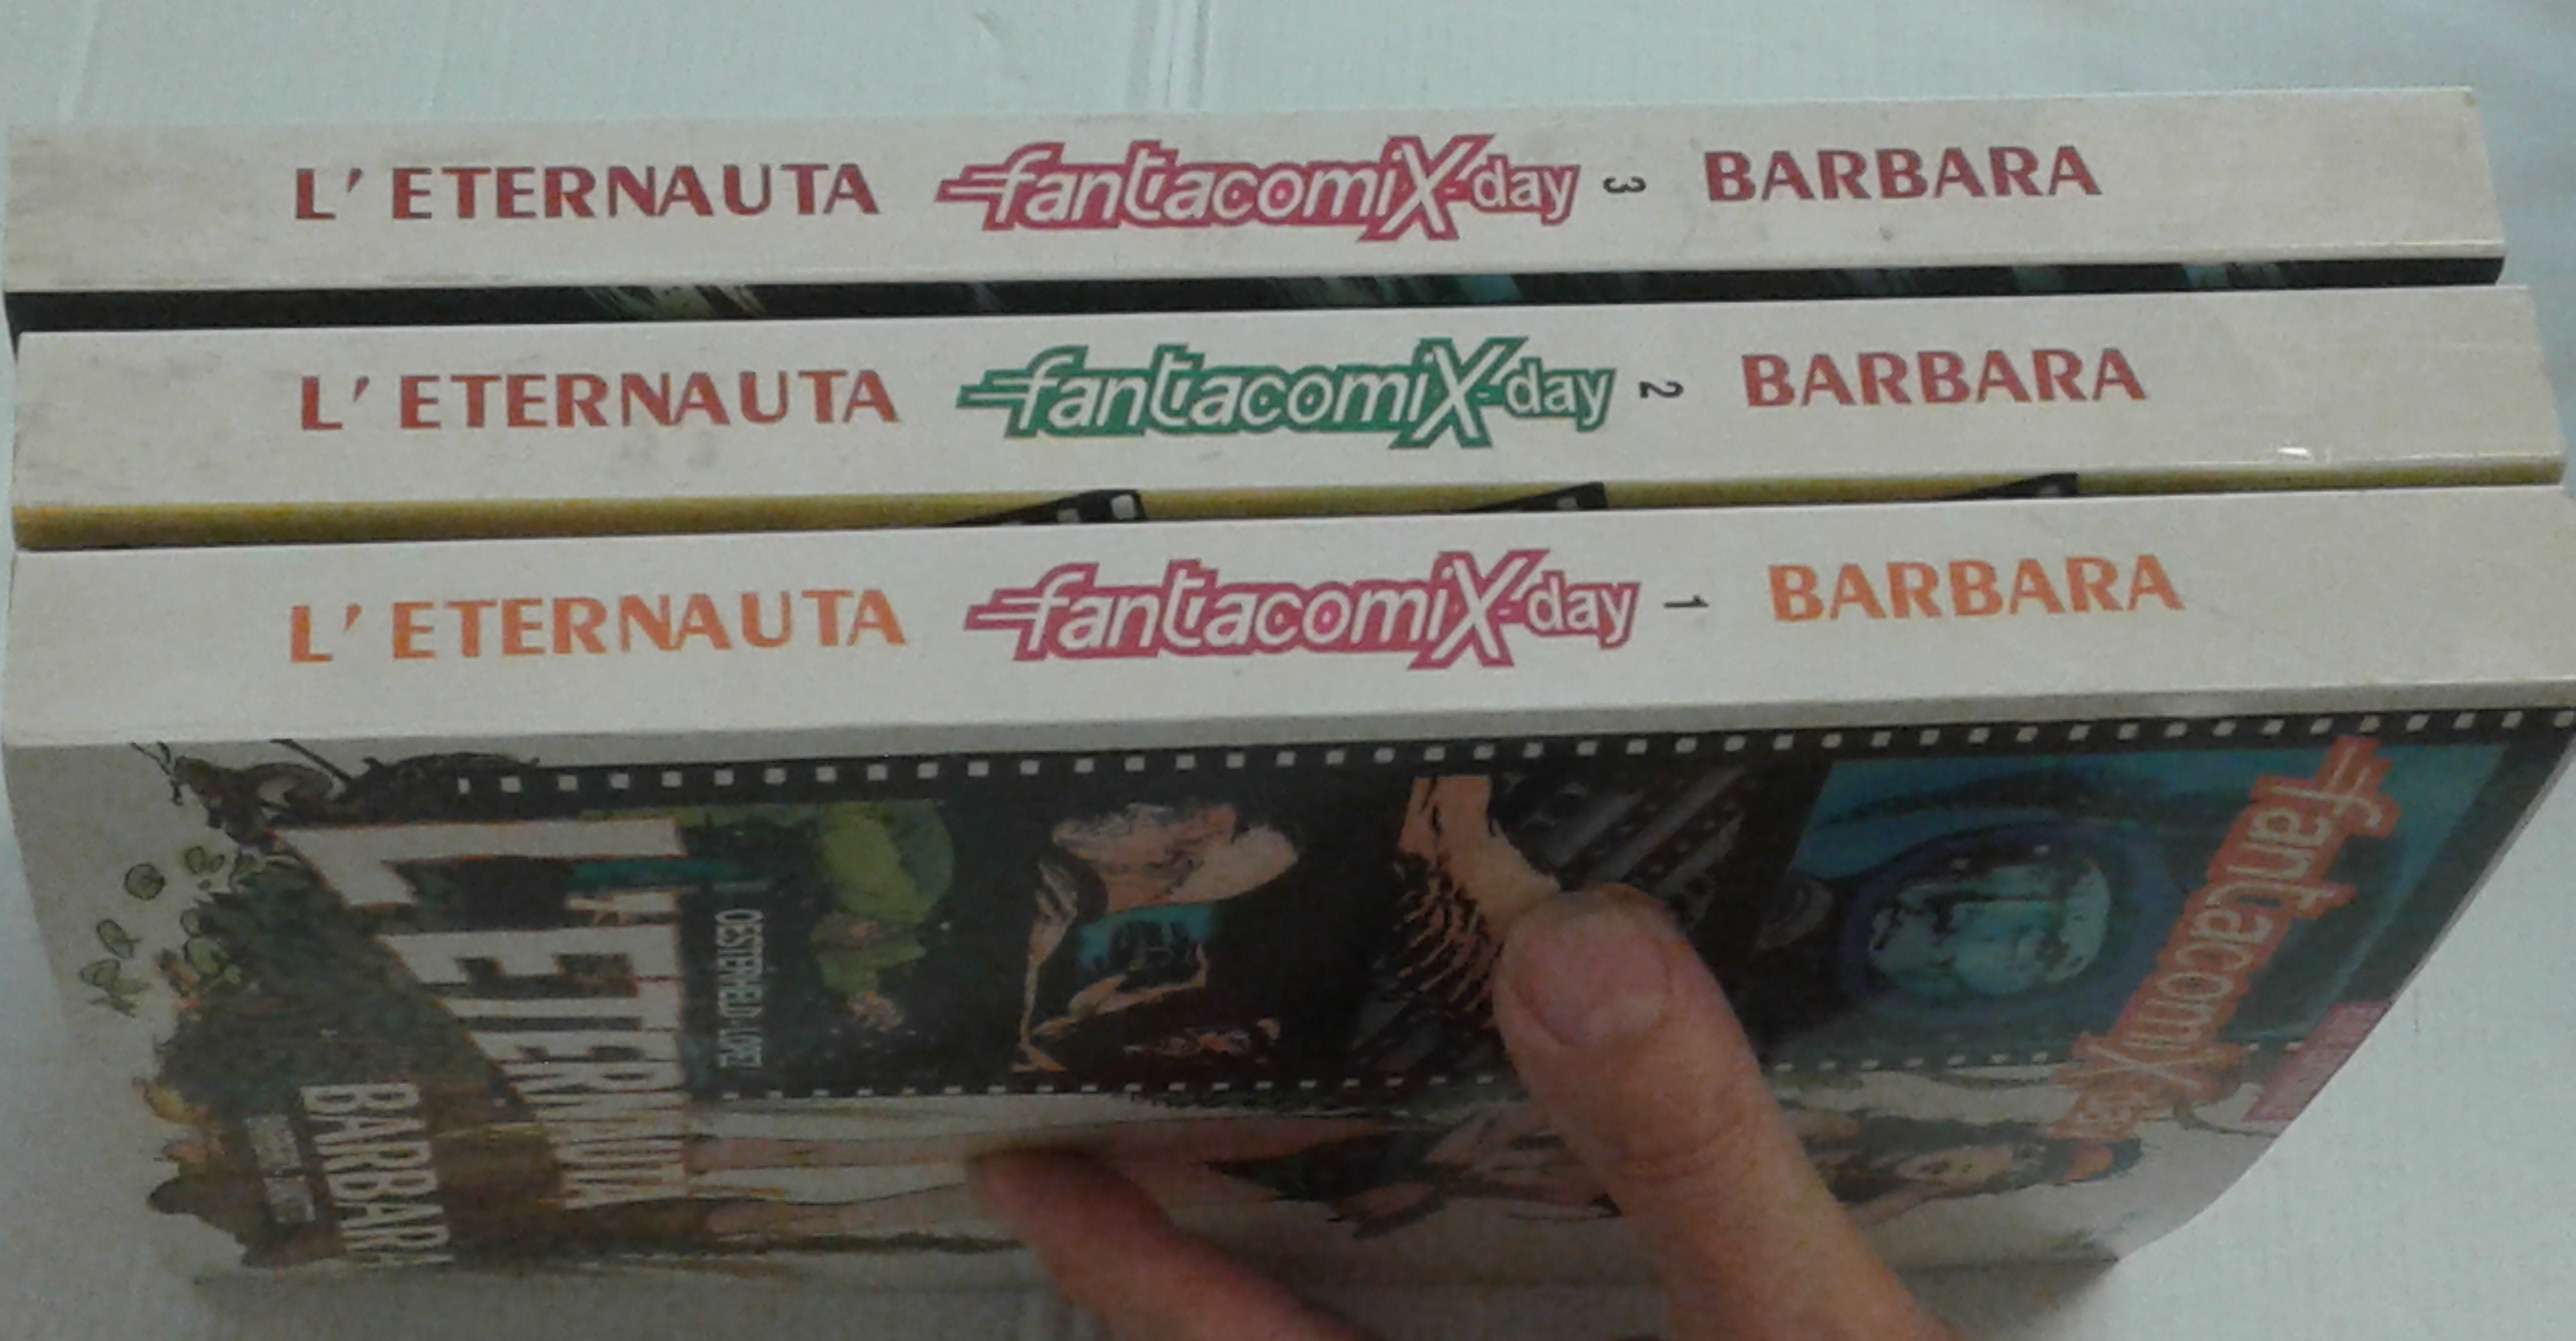 L' ETERNAUTA fantacomiX-day 3 BARBARA
L' ETERNAUTA fantacomiX-day 2 BARBARA
L' ETERNAUTA fantacomiX-day 1 BARBARA
fantacomiX-day
OESTERHELD-LOPEZ
L'ETERNAUTA
BARBARA